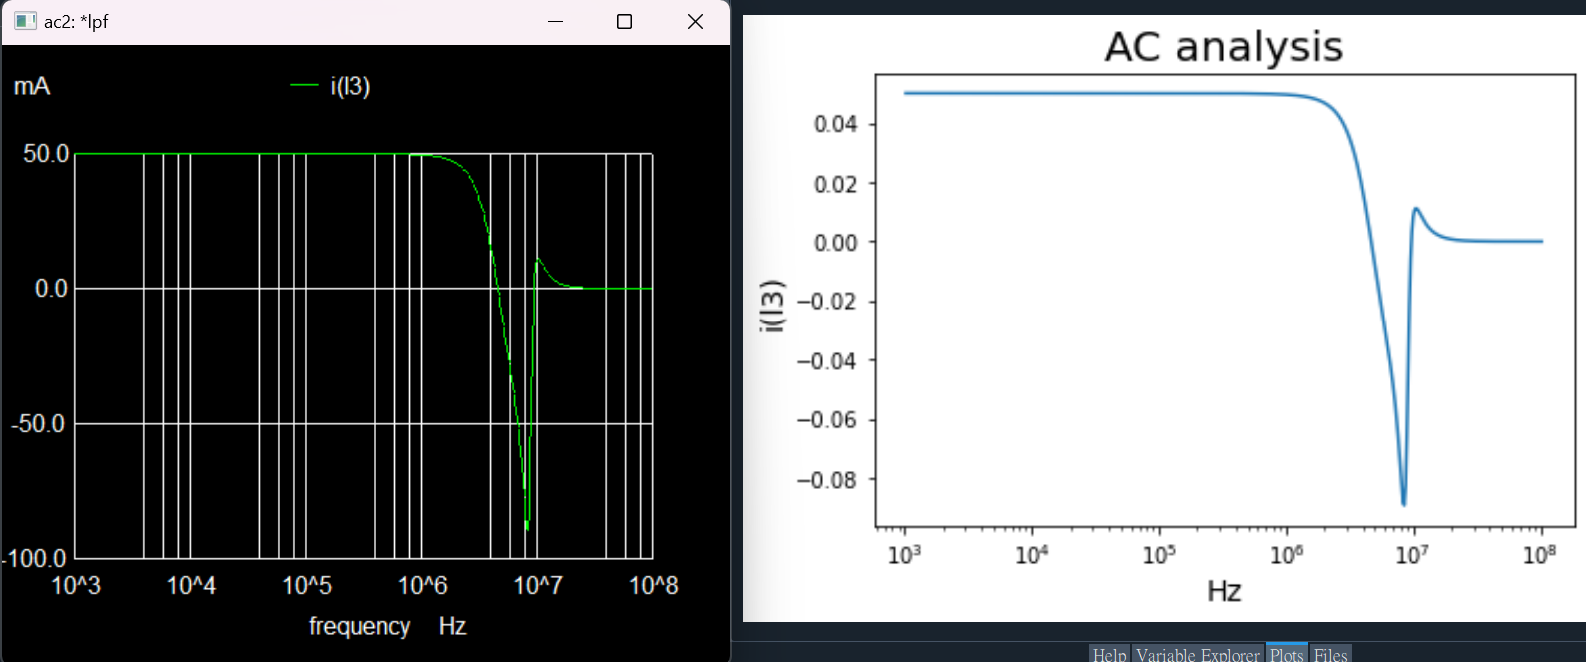 ac2: *lpf
mA
i(l3)
50.0
0.0
-50.0
-100.0
10^3 10^4 10^5 10^6 10^7 10^8
frequency Hz
AC analysis
0.04
0.02
0.00
−0.02
−0.04
−0.06
−0.08
i(l3)
10³ 10⁴ 10⁵ 10⁶ 10⁷ 10⁸
Hz
Help Variable Explorer Plots Files